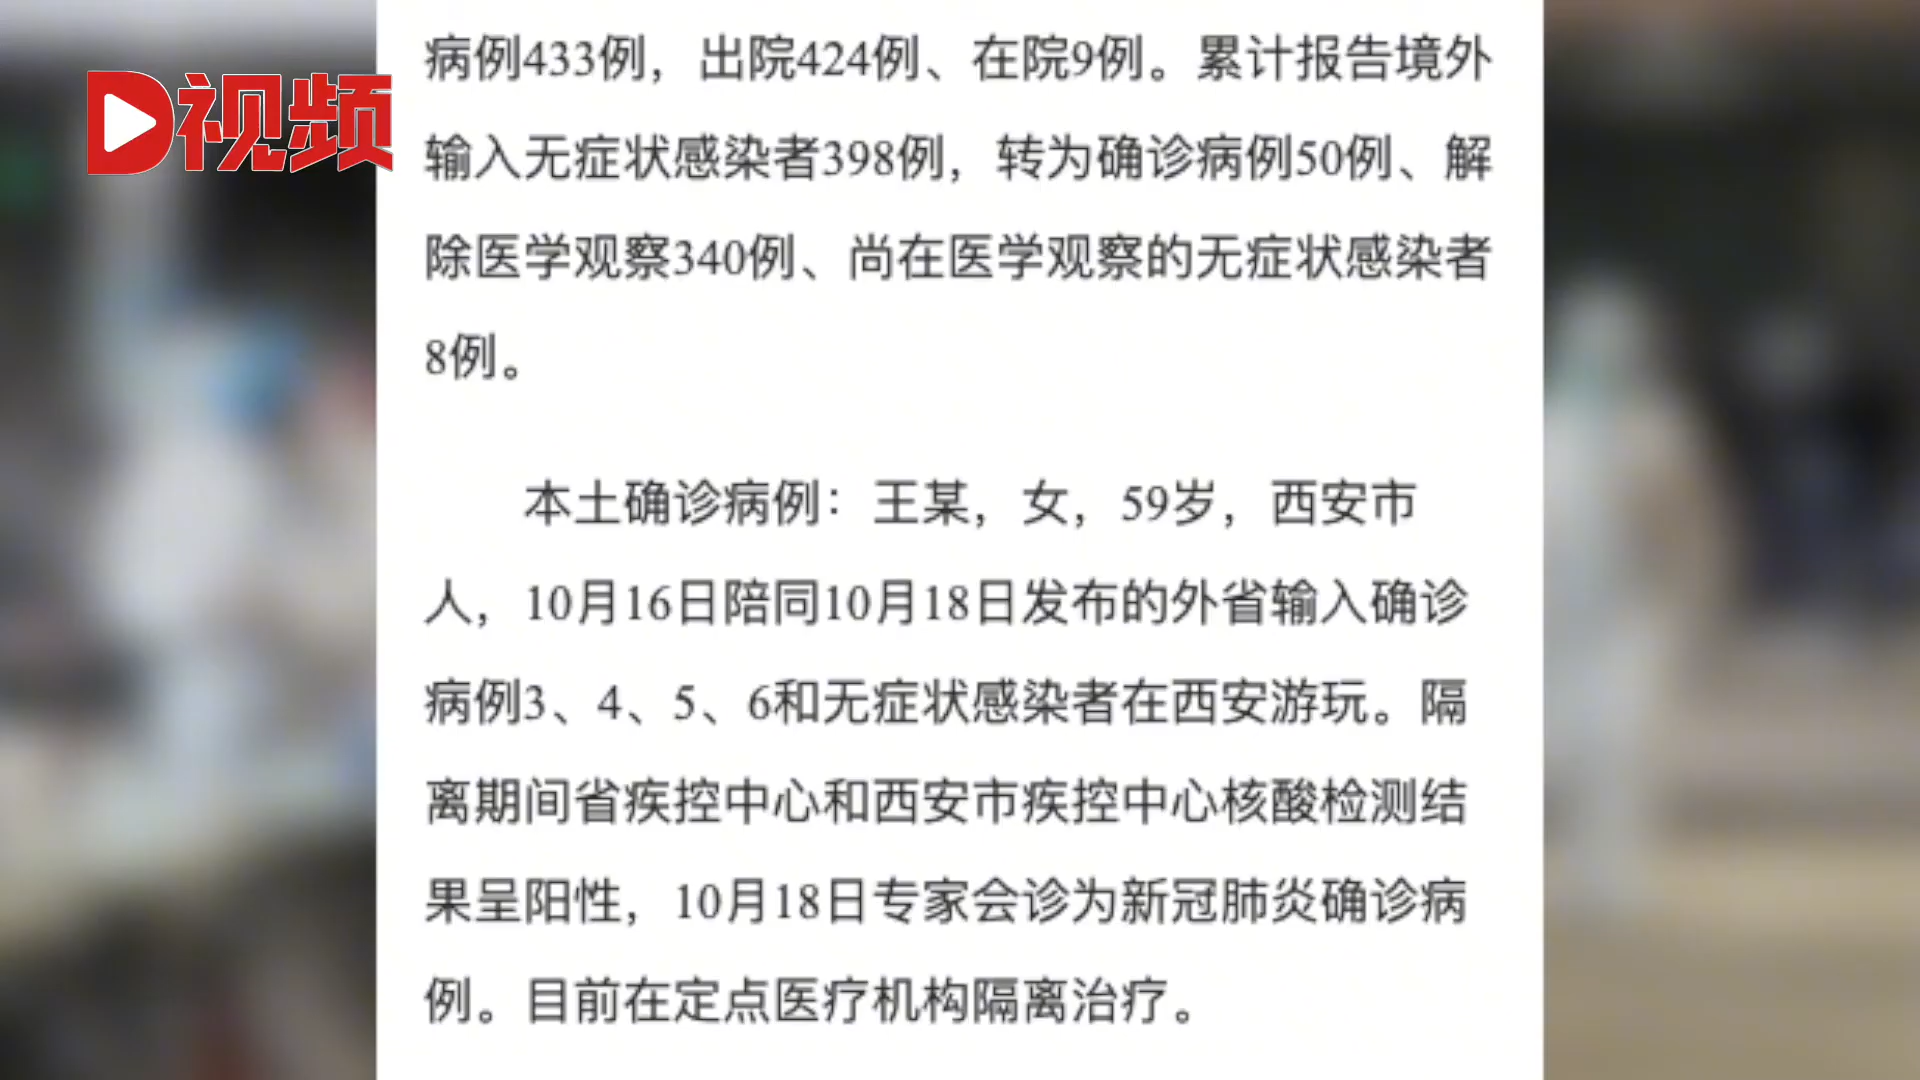 病例433例，出院424例、在院9例。累计报告境外
视频
输入无症状感染者398例，转为确诊病例50例、解
除医学观察340例、尚在医学观察的无症状感染者
8例。
本土确诊病例：王某，女，59岁，西安市
人，10月16日陪同10月18日发布的外省输入确诊
病例3、4、5、6和无症状感染者在西安游玩。隔
离期间省疾控中心和西安市疾控中心核酸检测结
果呈阳性，10月18日专家会诊为新冠肺炎确诊病
例。目前在定点医疗机构隔离治疗。